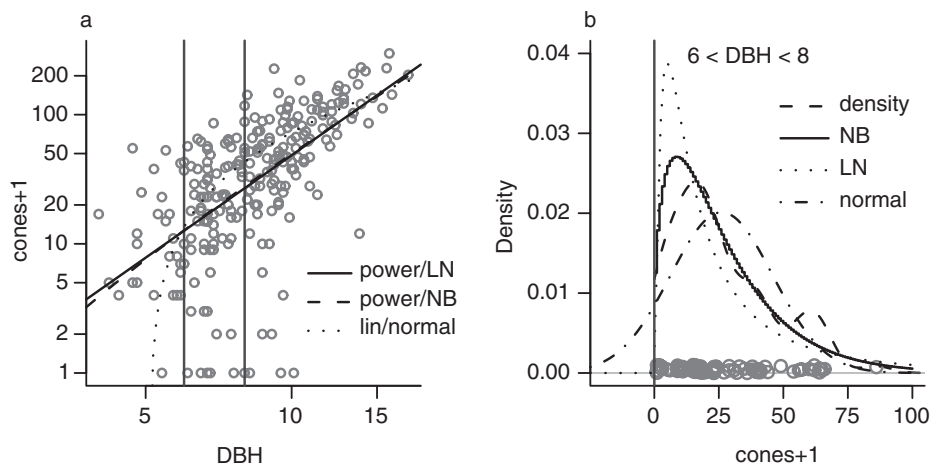 a
cones+1
200
100
50
20
10
5
2
1
5
10
15
DBH
power/LN
power/NB
lin/normal
b
6 < DBH < 8
Density
0.04
0.03
0.02
0.01
0.00
0
25
50
75
100
cones+1
density
NB
LN
normal